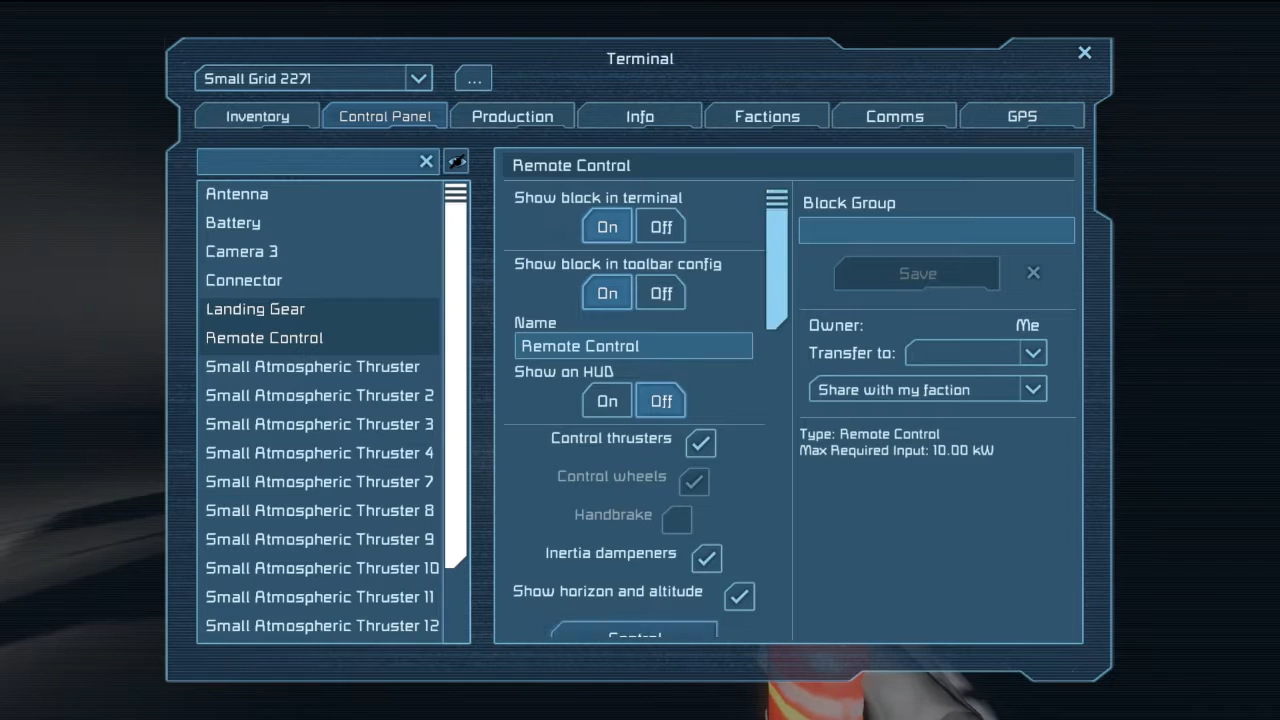 Terminal
Small Grid 2271
...
Inventory
Control Panel
Production
Info
Factions
Comms
GPS
Antenna
Battery
Camera 3
Connector
Landing Gear
Remote Control
Small Atmospheric Thruster
Small Atmospheric Thruster 2
Small Atmospheric Thruster 3
Small Atmospheric Thruster 4
Small Atmospheric Thruster 7
Small Atmospheric Thruster 8
Small Atmospheric Thruster 9
Small Atmospheric Thruster 10
Small Atmospheric Thruster 11
Small Atmospheric Thruster 12
Remote Control
Show block in terminal
On Off
Show block in toolbar config
On Off
Name
Remote Control
Show on HUD
On Off
Control thrusters
Control wheels
Handbrake
Inertia dampeners
Show horizon and altitude
Control
Block Group
Save
Owner: Me
Transfer to:
Share with my faction
Type: Remote Control
Max Required Input: 10.00 kW